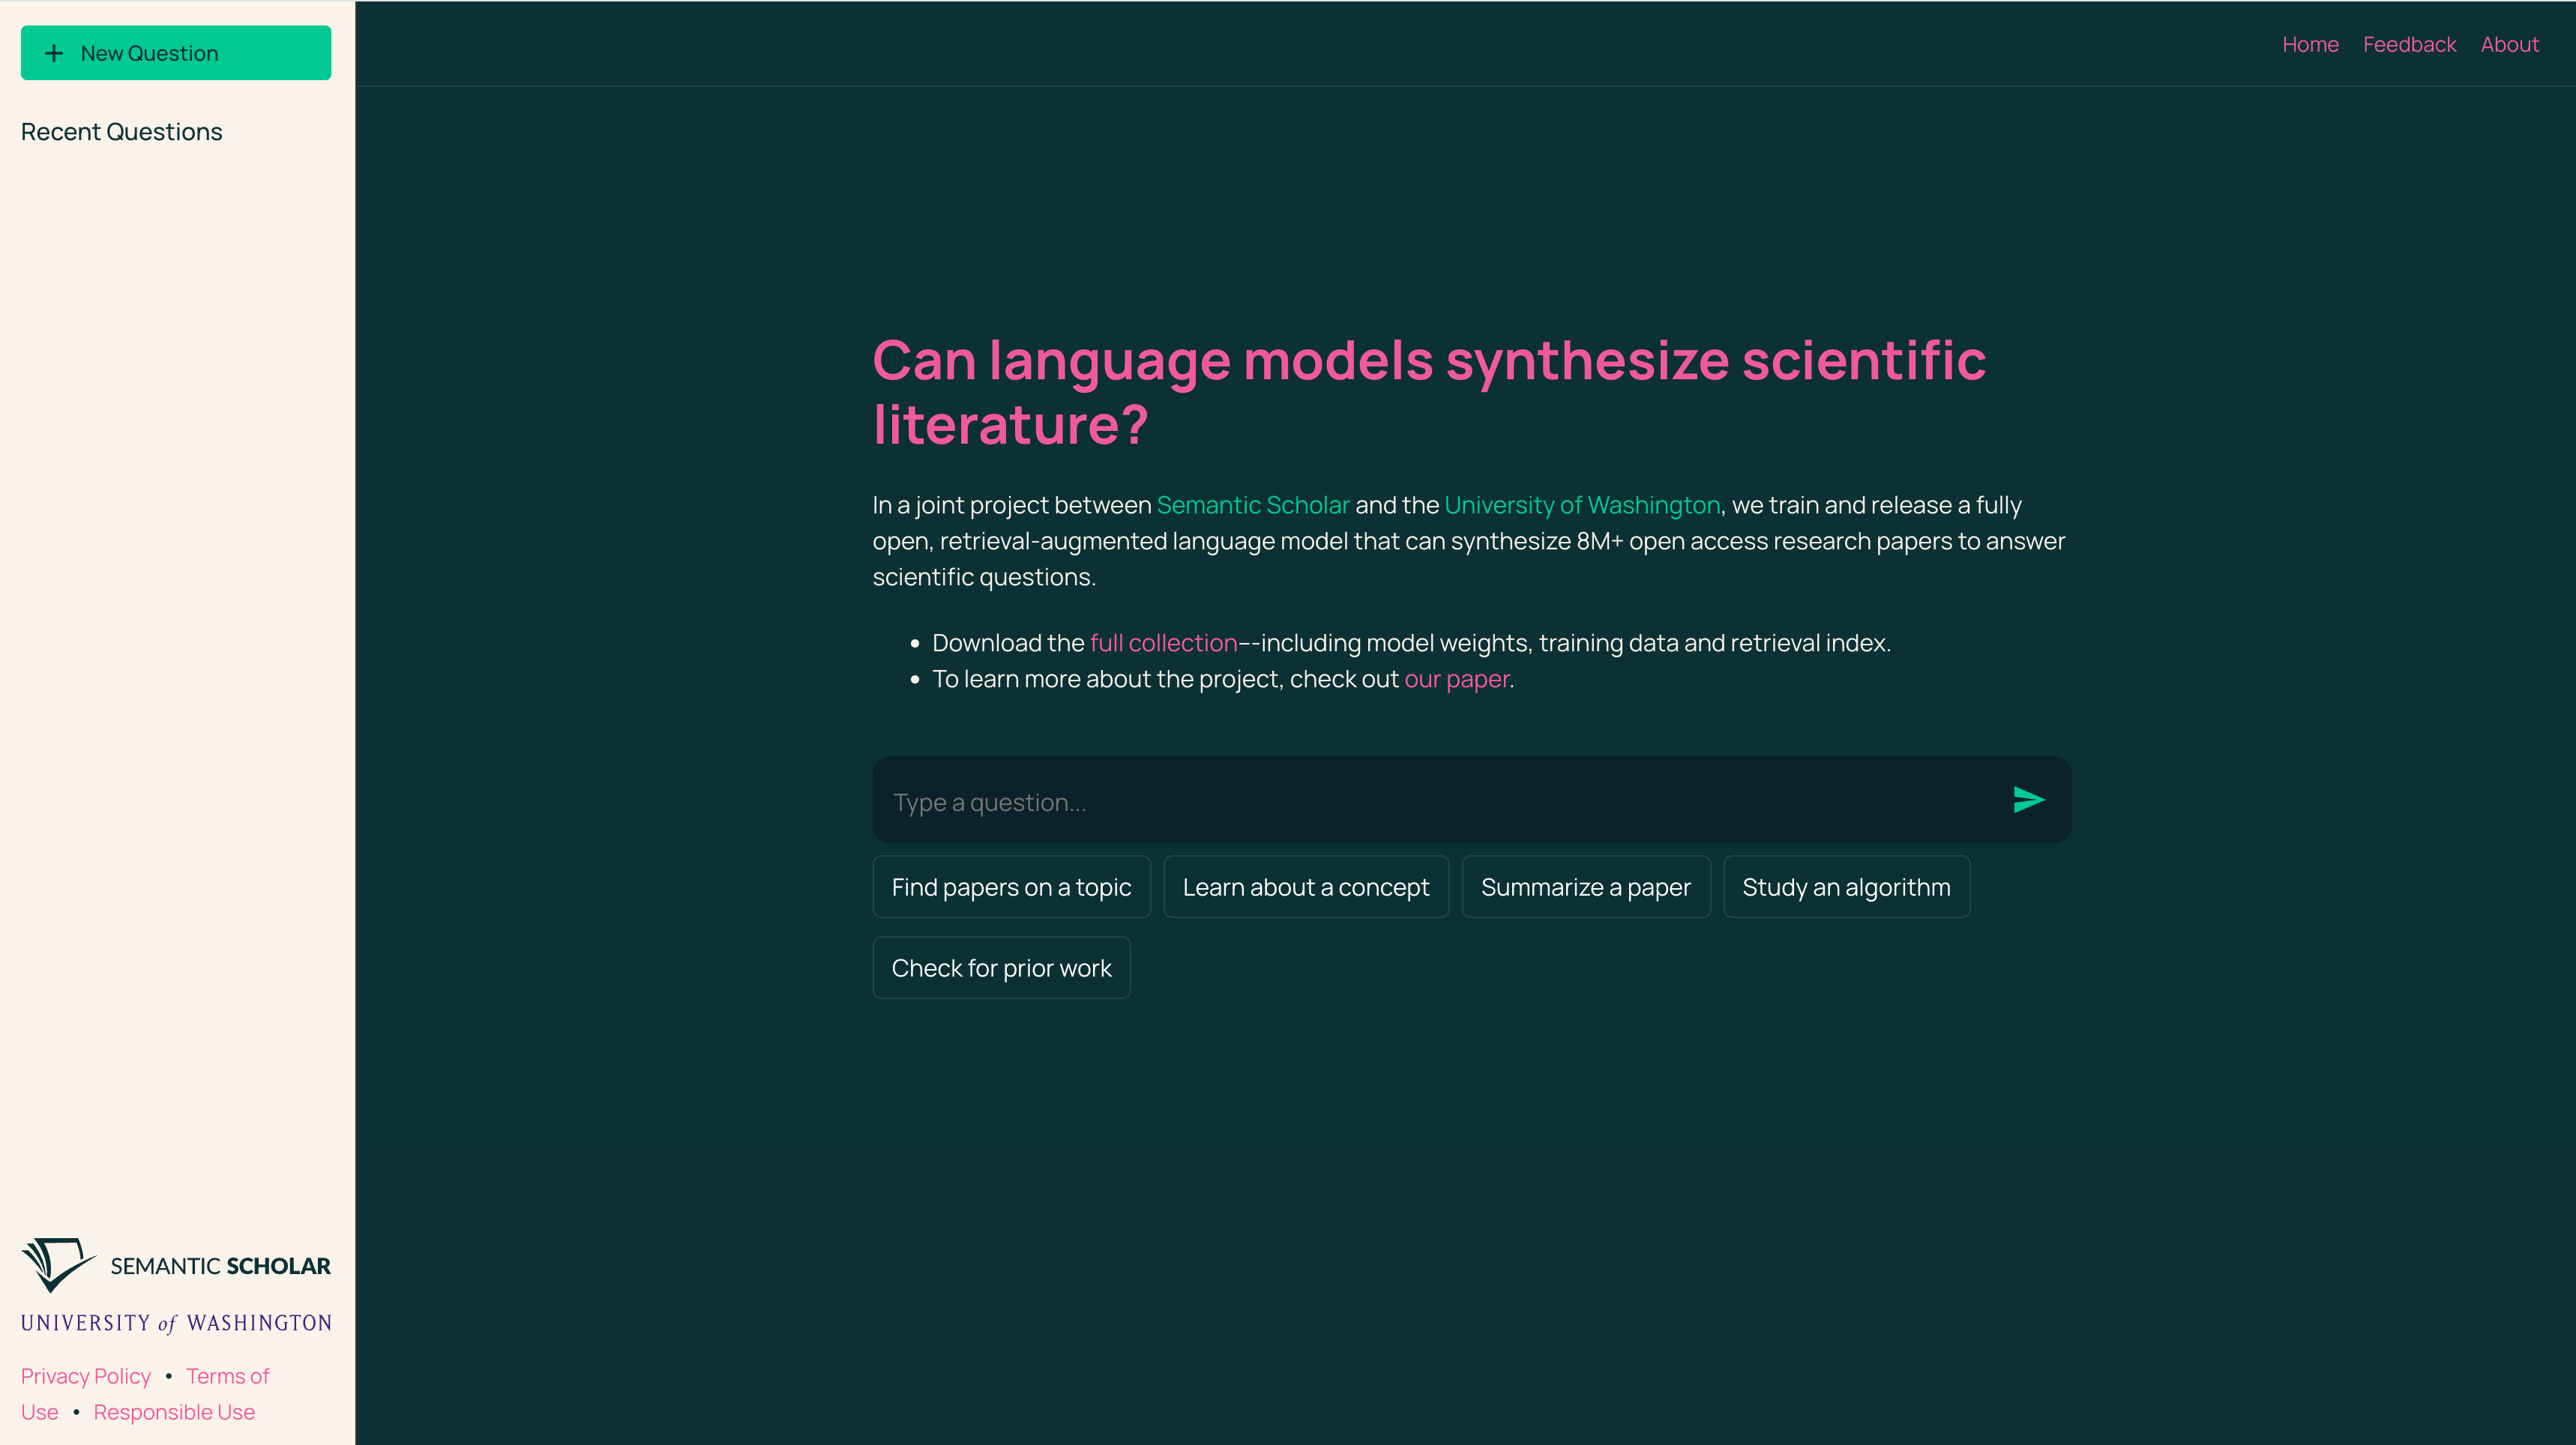 New Question
Recent Questions
Home Feedback About
Can language models synthesize scientific
literature?
In a joint project between Semantic Scholar and the University of Washington, we train and release a fully
open, retrieval-augmented language model that can synthesize 8M+ open access research papers to answer
scientific questions.
• Download the full collection--including model weights, training data and retrieval index.
• To learn more about the project, check out our paper.
Type a question...
Find papers on a topic Learn about a concept Summarize a paper Study an algorithm
Check for prior work
SEMANTIC SCHOLAR
UNIVERSITY of WASHINGTON
Privacy Policy • Terms of
Use • Responsible Use